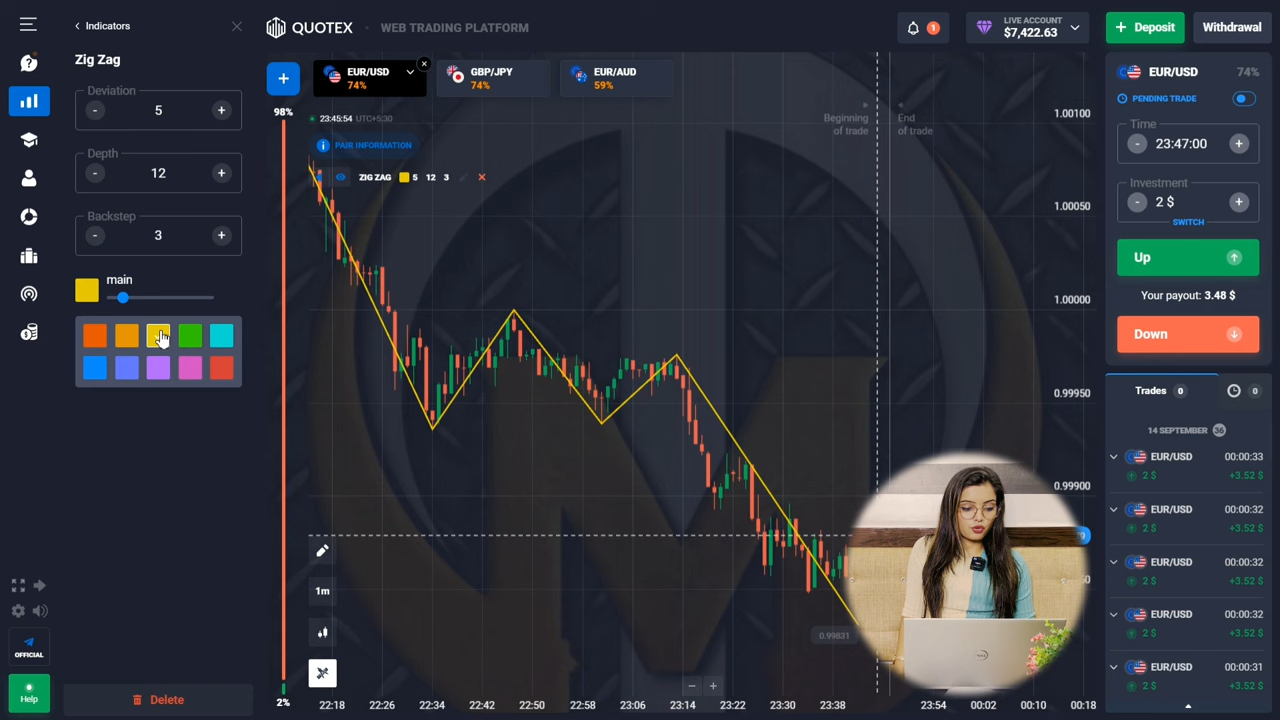 Indicators
QUOTEX
WEB TRADING PLATFORM
1
LIVE ACCOUNT
$7,422.63
Deposit
Withdrawal
Zig Zag
Deviation
- 5 +
Depth
- 12 +
Backstep
- 3 +
main
Delete
OFFICIAL
Help
EUR/USD
74%
GBP/JPY
74%
EUR/AUD
59%
98%
23:45:54 UTC+5:30
PAIR INFORMATION
ZIG ZAG 5 12 3
Beginning
of trade
End
of trade
1.00100
1.00050
1.00000
0.99950
0.99900
0.99831
1m
2%
22:18 22:26 22:34 22:42 22:50 22:58 23:06 23:14 23:22 23:30 23:38 23:54 00:02 00:10 00:18
EUR/USD 74%
PENDING TRADE
Time
- 23:47:00 +
Investment
- 2 $ +
SWITCH
Up
Your payout: 3.48 $
Down
Trades 0 0
14 SEPTEMBER 36
EUR/USD 00:00:33
2 $ +3.52 $
EUR/USD 00:00:32
2 $ +3.52 $
EUR/USD 00:00:32
2 $ +3.52 $
EUR/USD 00:00:32
2 $ +3.52 $
EUR/USD 00:00:31
2 $ +3.52 $